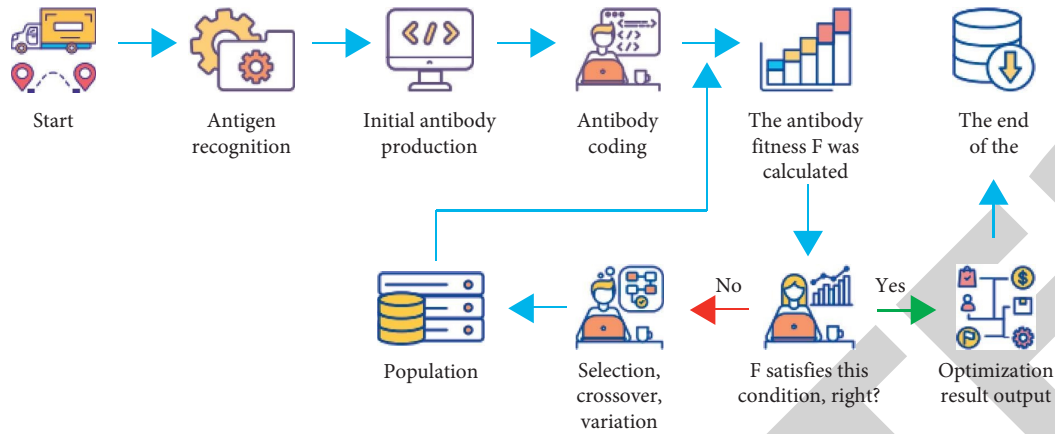 Start
Antigen
recognition
Initial antibody
production
Antibody
coding
The antibody
fitness F was
calculated
The end
of the
No
Yes
Population
Selection,
crossover,
variation
F satisfies this
condition, right?
Optimization
result output